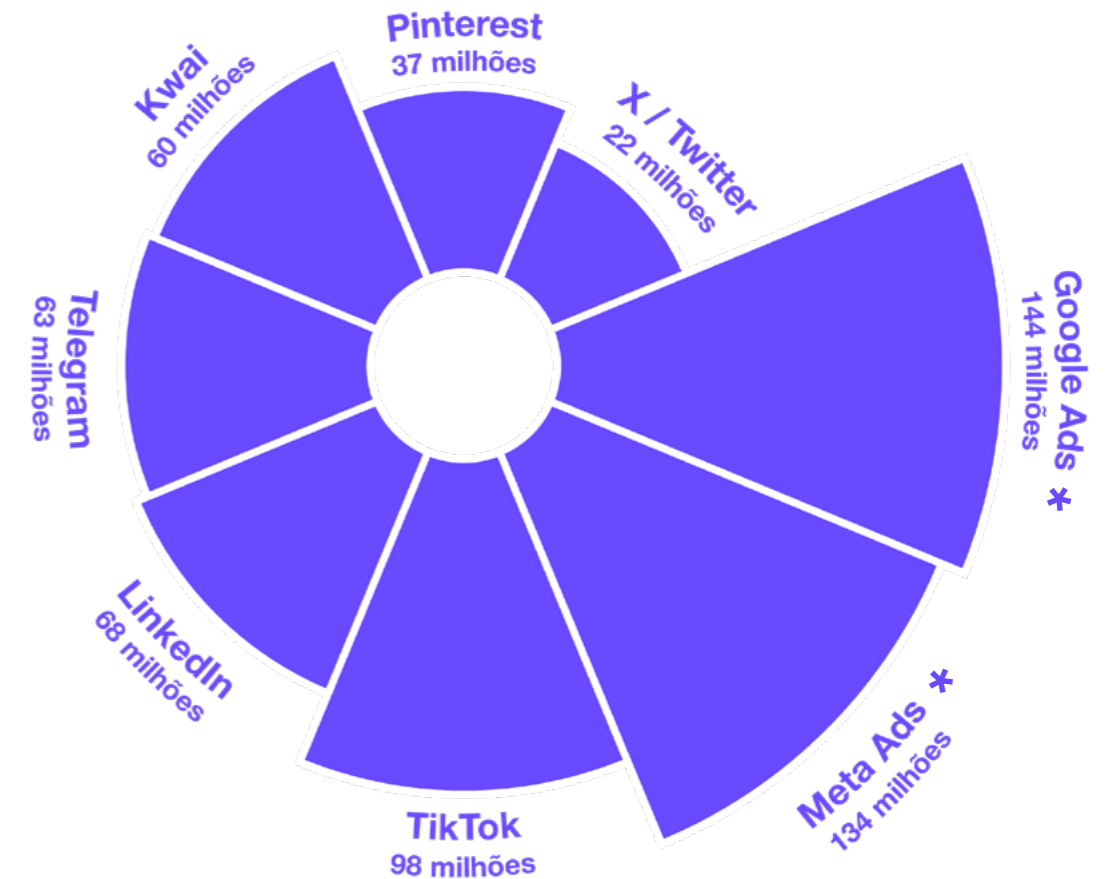 Pinterest
37 milhões
X / Twitter
22 milhões
Google Ads *
144 milhões
Meta Ads *
134 milhões
TikTok
98 milhões
LinkedIn
68 milhões
Telegram
63 milhões
Kwai
60 milhões